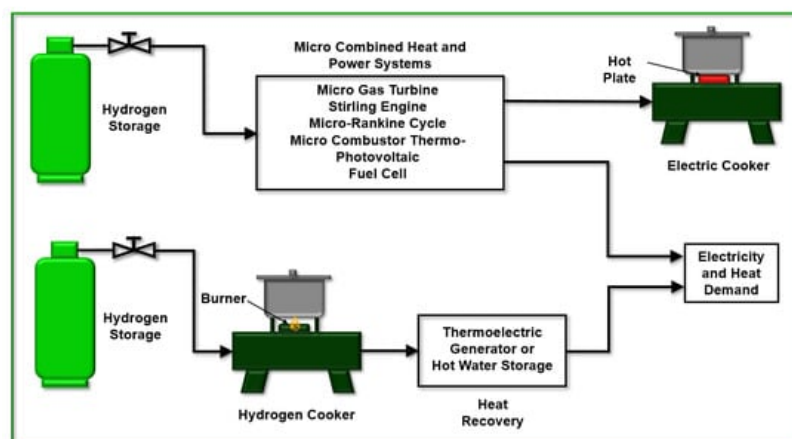 Micro Combined Heat and
Power Systems
Hydrogen
Storage
Micro Gas Turbine
Stirling Engine
Micro-Rankine Cycle
Micro Combustor Thermo-
Photovoltaic
Fuel Cell
Hot
Plate
Electric Cooker
Hydrogen
Storage
Burner
Hydrogen Cooker
Thermoelectric
Generator or
Hot Water Storage
Heat
Recovery
Electricity
and Heat
Demand